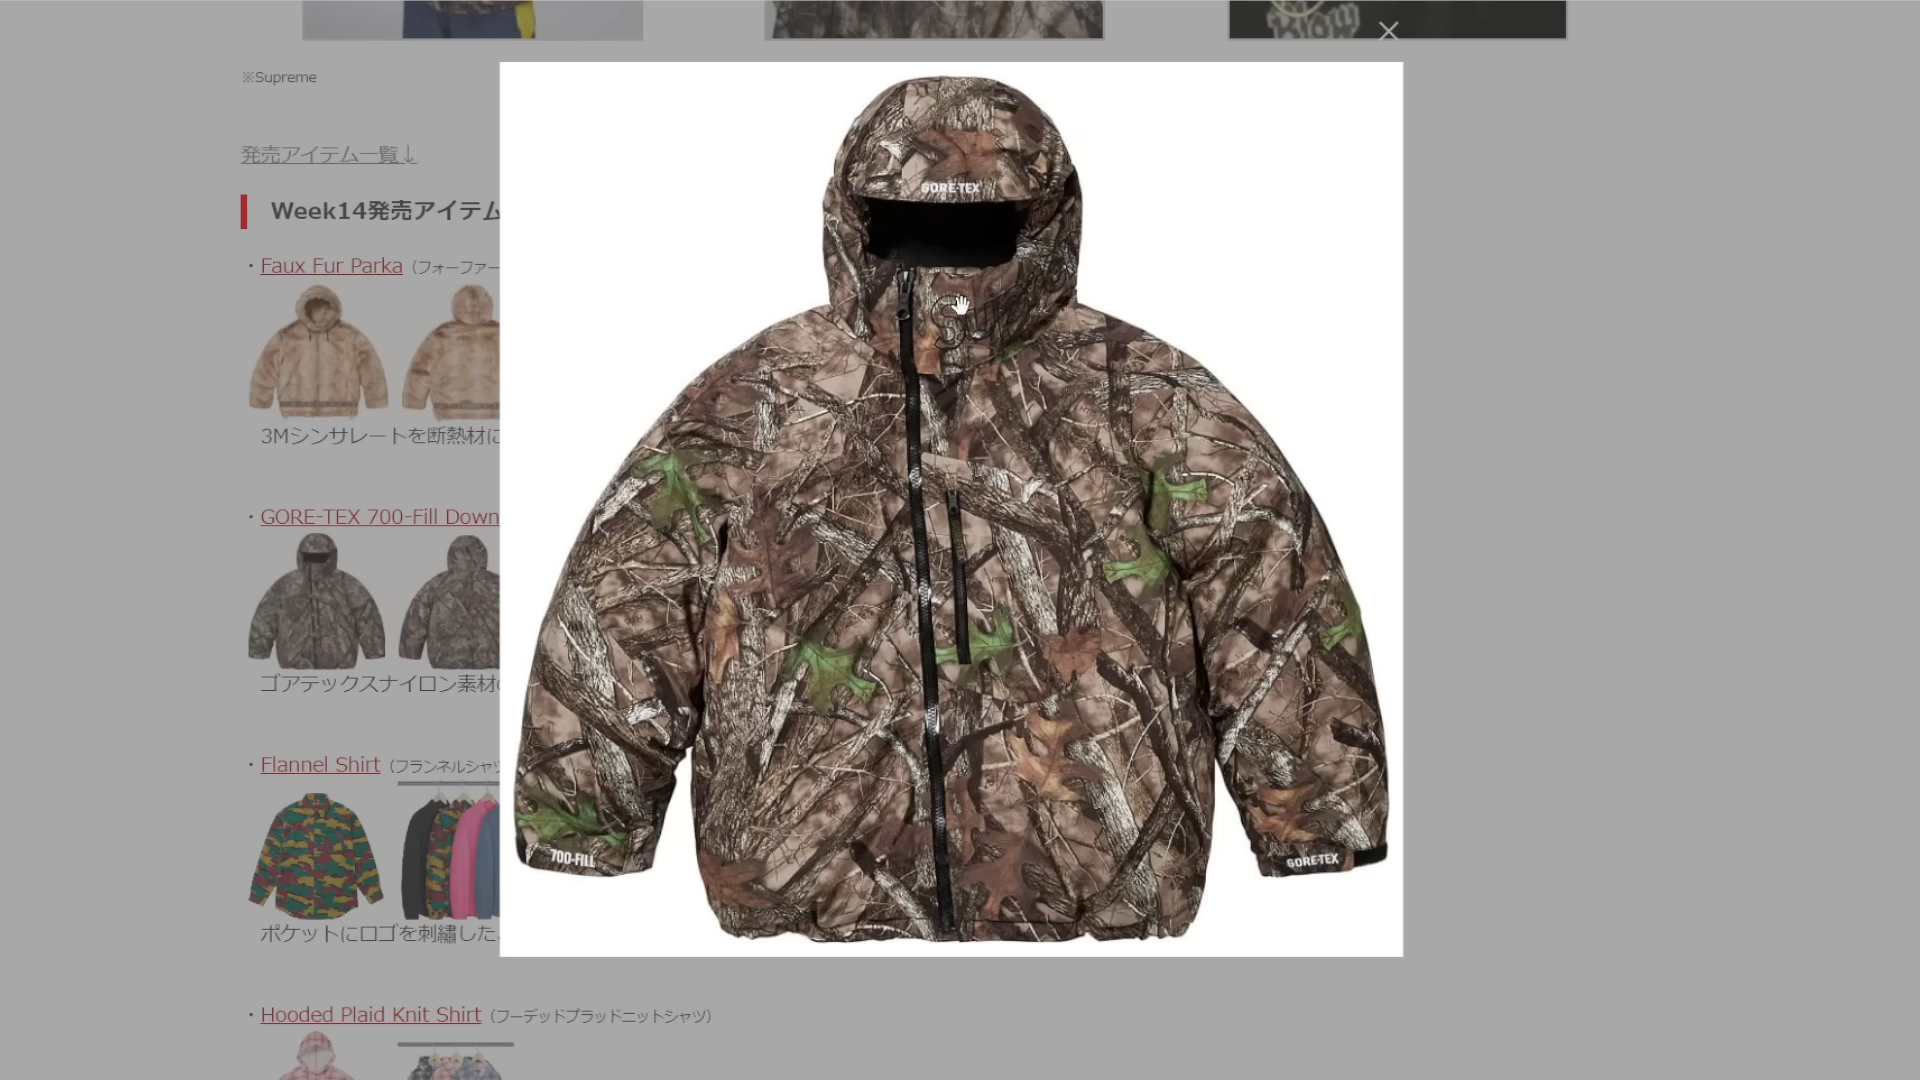 ※Supreme
発売アイテム一覧↓
Week14発売アイテム
・Faux Fur Parka（フォーファー
3Mシンサレートを断熱材に
・GORE-TEX 700-Fill Down
ゴアテックスナイロン素材の
・Flannel Shirt（フランネルシャツ
ポケットにロゴを刺繍した
・Hooded Plaid Knit Shirt（フーデッドプラッドニットシャツ）
GORE-TEX
700-FILL
GORE-TEX